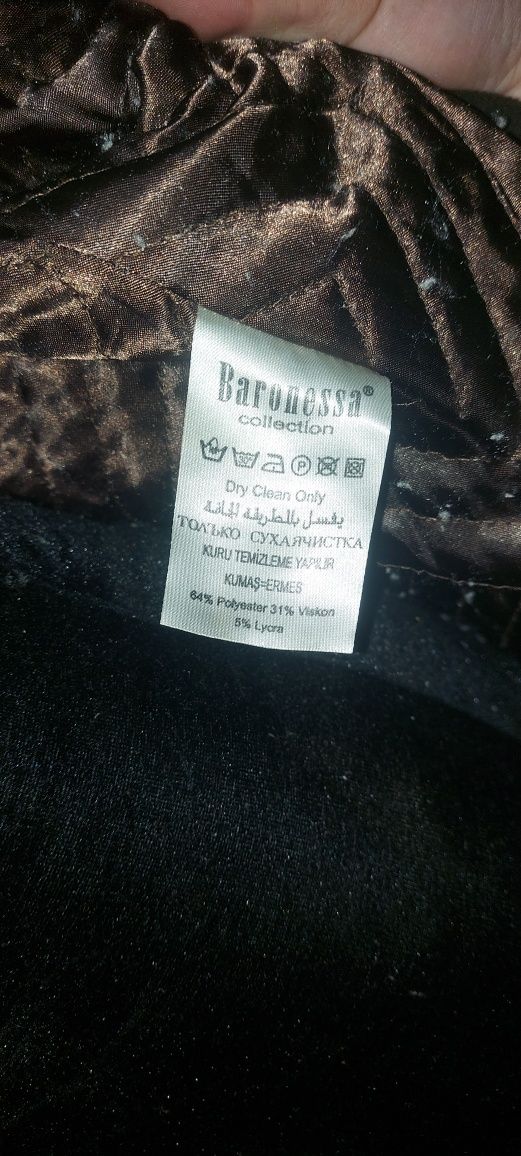 Baronessa®
collection
Dry Clean Only
يغسل بالطريقة الجافة
ТОЛЬКО СУХАЯЧИСТКА
KURU TEMİZLEME YAPILIR
KUMAŞ=ERMES
64% Polyester 31% Viskon
5% Lycra